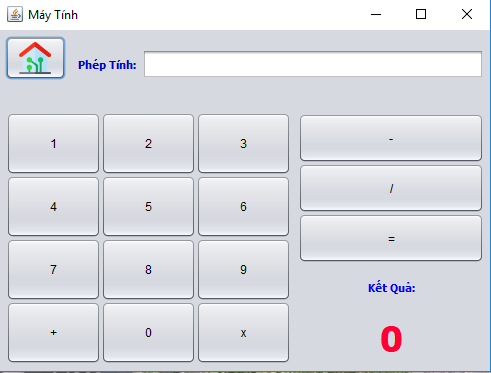 Máy Tính
Phép Tính:
1 2 3 -
4 5 6 /
7 8 9 =
+ 0 x
Kết Quả:
0